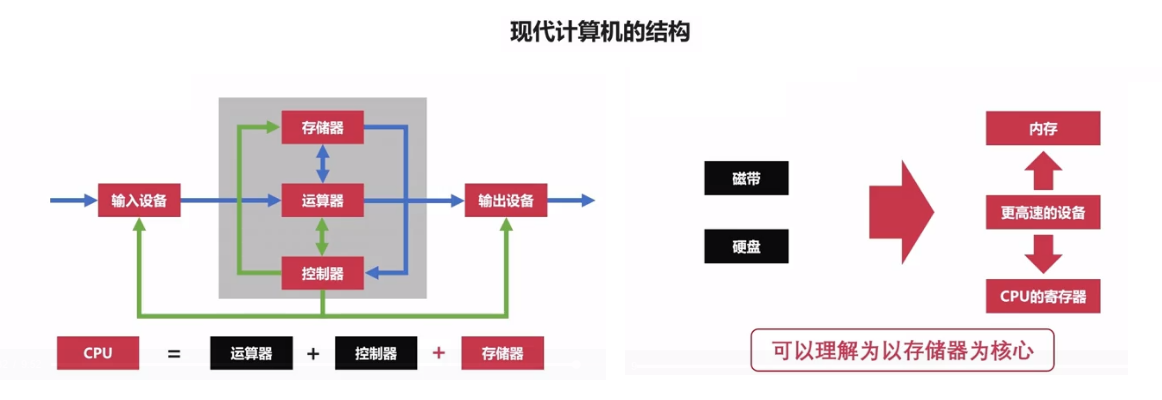 现代计算机的结构
存储器
输入设备
运算器
输出设备
控制器
CPU = 运算器 + 控制器 + 存储器
磁带
硬盘
内存
更高速的设备
CPU的寄存器
可以理解为以存储器为核心